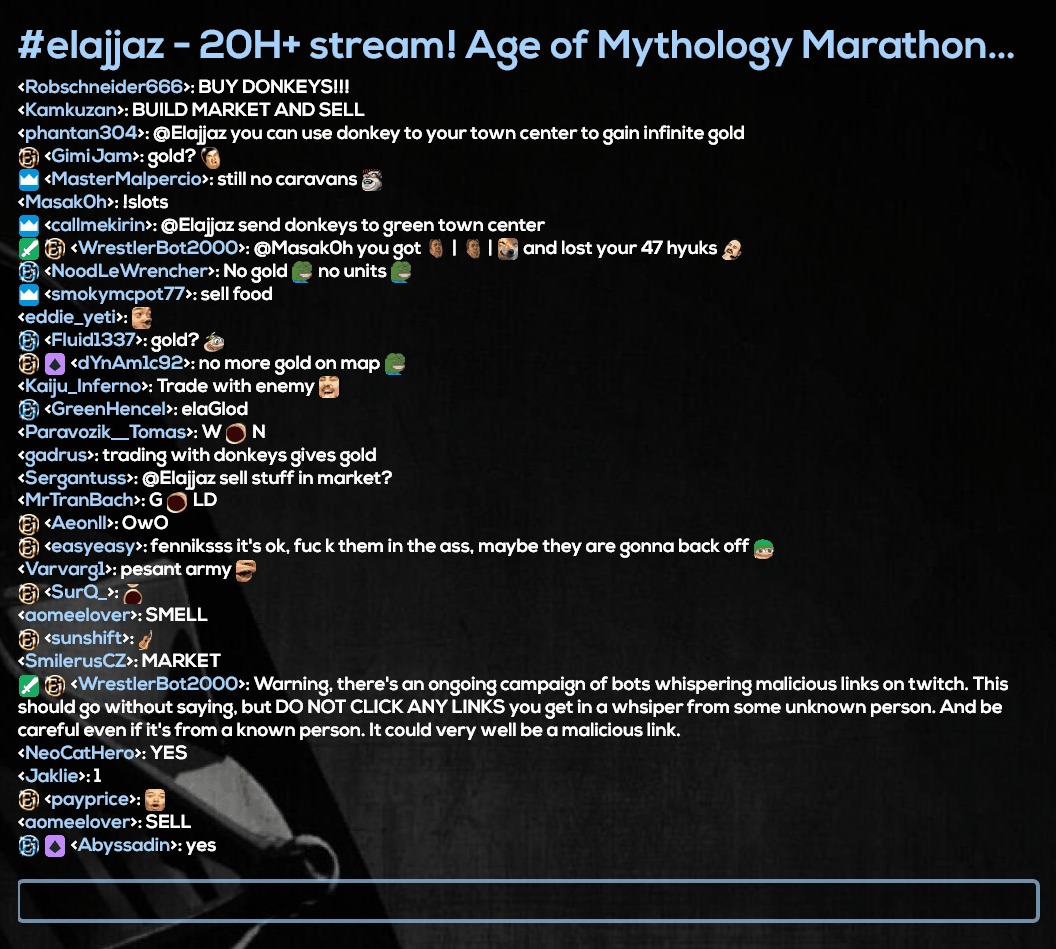 #elajjaz - 20H+ stream! Age of Mythology Marathon...
<Robschneider666>: BUY DONKEYS!!!
<Kamkuzan>: BUILD MARKET AND SELL
<phantan304>: @Elajjaz you can use donkey to your town center to gain infinite gold
<GimiJam>: gold?
<MasterMalpercio>: still no caravans
<Masak0h>: !slots
<callmekirin>: @Elajjaz send donkeys to green town center
<WrestlerBot2000>: @Masak0h you got | | and lost your 47 hyuks
<NoodLeWrencher>: No gold no units
<smokymcpot77>: sell food
<eddie_yeti>:
<Fluid1337>: gold?
<dYnAm1c92>: no more gold on map
<Kaiju_Inferno>: Trade with enemy
<GreenHencel>: elaGlod
<Paravozik__Tomas>: W N
<gadrus>: trading with donkeys gives gold
<Sergantuss>: @Elajjaz sell stuff in market?
<MrTranBach>: G LD
<Aeonll>: OwO
<easyeasy>: fenniksss it's ok, fuc k them in the ass, maybe they are gonna back off
<Varvarg1>: pesant army
<SurQ_>:
<aomeelover>: SMELL
<sunshift>:
<SmilerusCZ>: MARKET
<WrestlerBot2000>: Warning, there's an ongoing campaign of bots whispering malicious links on twitch. This
should go without saying, but DO NOT CLICK ANY LINKS you get in a whsiper from some unknown person. And be
careful even if it's from a known person. It could very well be a malicious link.
<NeoCatHero>: YES
<Jaklie>: 1
<payprice>:
<aomeelover>: SELL
<Abyssadin>: yes